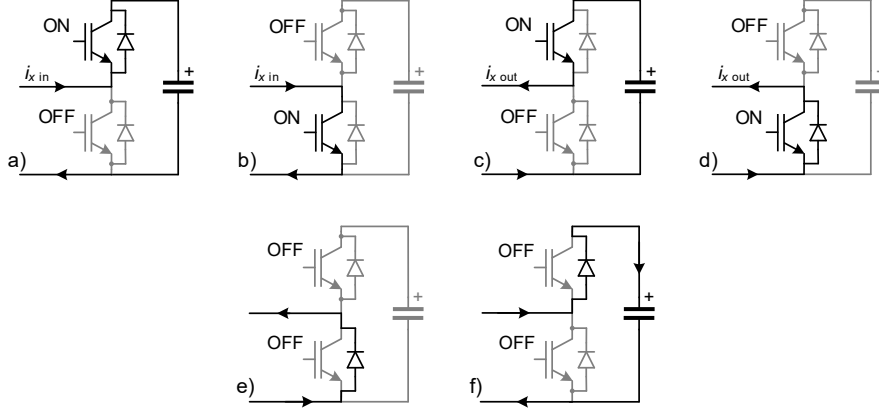 ON
+
i_x in
OFF
a)
OFF
+
i_x in
ON
b)
ON
+
i_x out
OFF
c)
OFF
+
i_x out
ON
d)
OFF
+
OFF
e)
OFF
+
OFF
f)